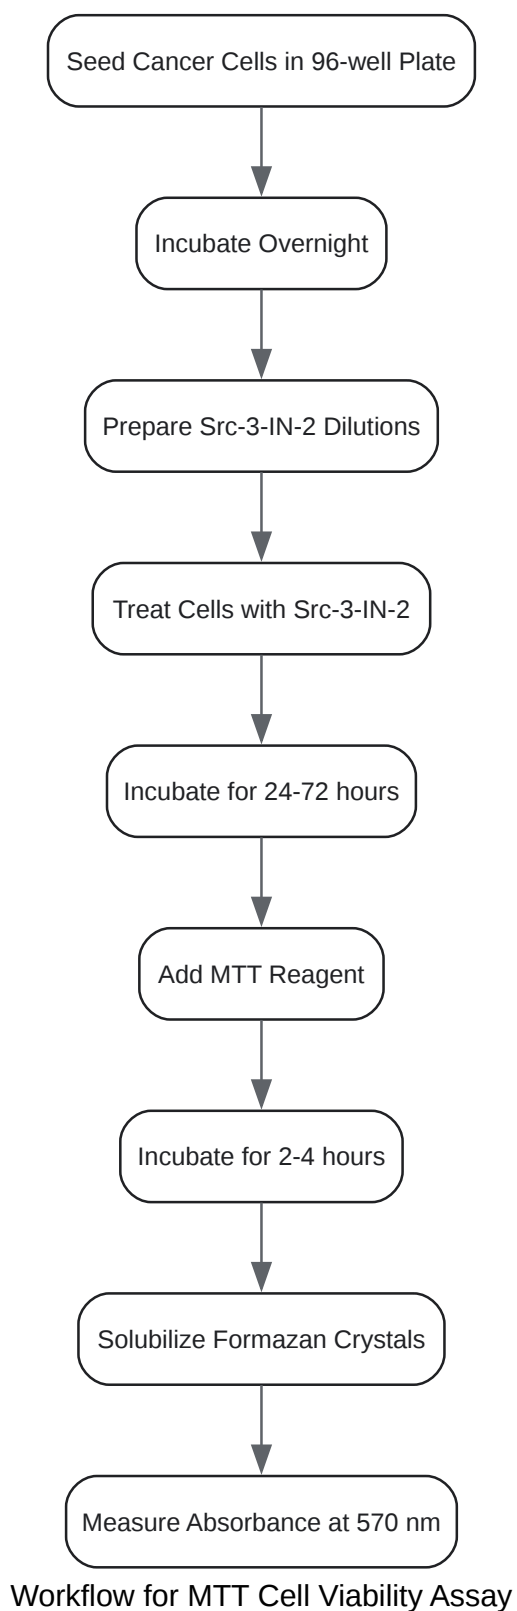 Seed Cancer Cells in 96-well Plate
Incubate Overnight
Prepare Src-3-IN-2 Dilutions
Treat Cells with Src-3-IN-2
Incubate for 24-72 hours
Add MTT Reagent
Incubate for 2-4 hours
Solubilize Formazan Crystals
Measure Absorbance at 570 nm
Workflow for MTT Cell Viability Assay